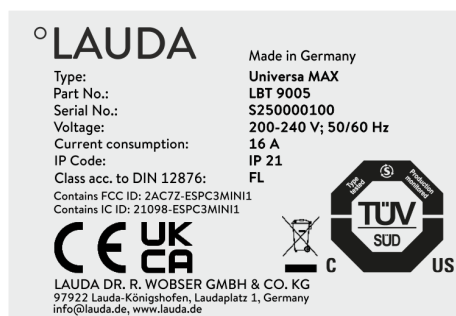 °LAUDA
Made in Germany
Type: Universa MAX
Part No.: LBT 9005
Serial No.: S250000100
Voltage: 200-240 V; 50/60 Hz
Current consumption: 16 A
IP Code: IP 21
Class acc. to DIN 12876: FL
Contains FCC ID: 2AC7Z-ESPC3MINI1
Contains IC ID: 21098-ESPC3MINI1
CE UK CA
Type tested
S
Production monitored
TÜV
SÜD
C US
LAUDA DR. R. WOBSER GMBH & CO. KG
97922 Lauda-Königshofen, Laudaplatz 1, Germany
info@lauda.de, www.lauda.de